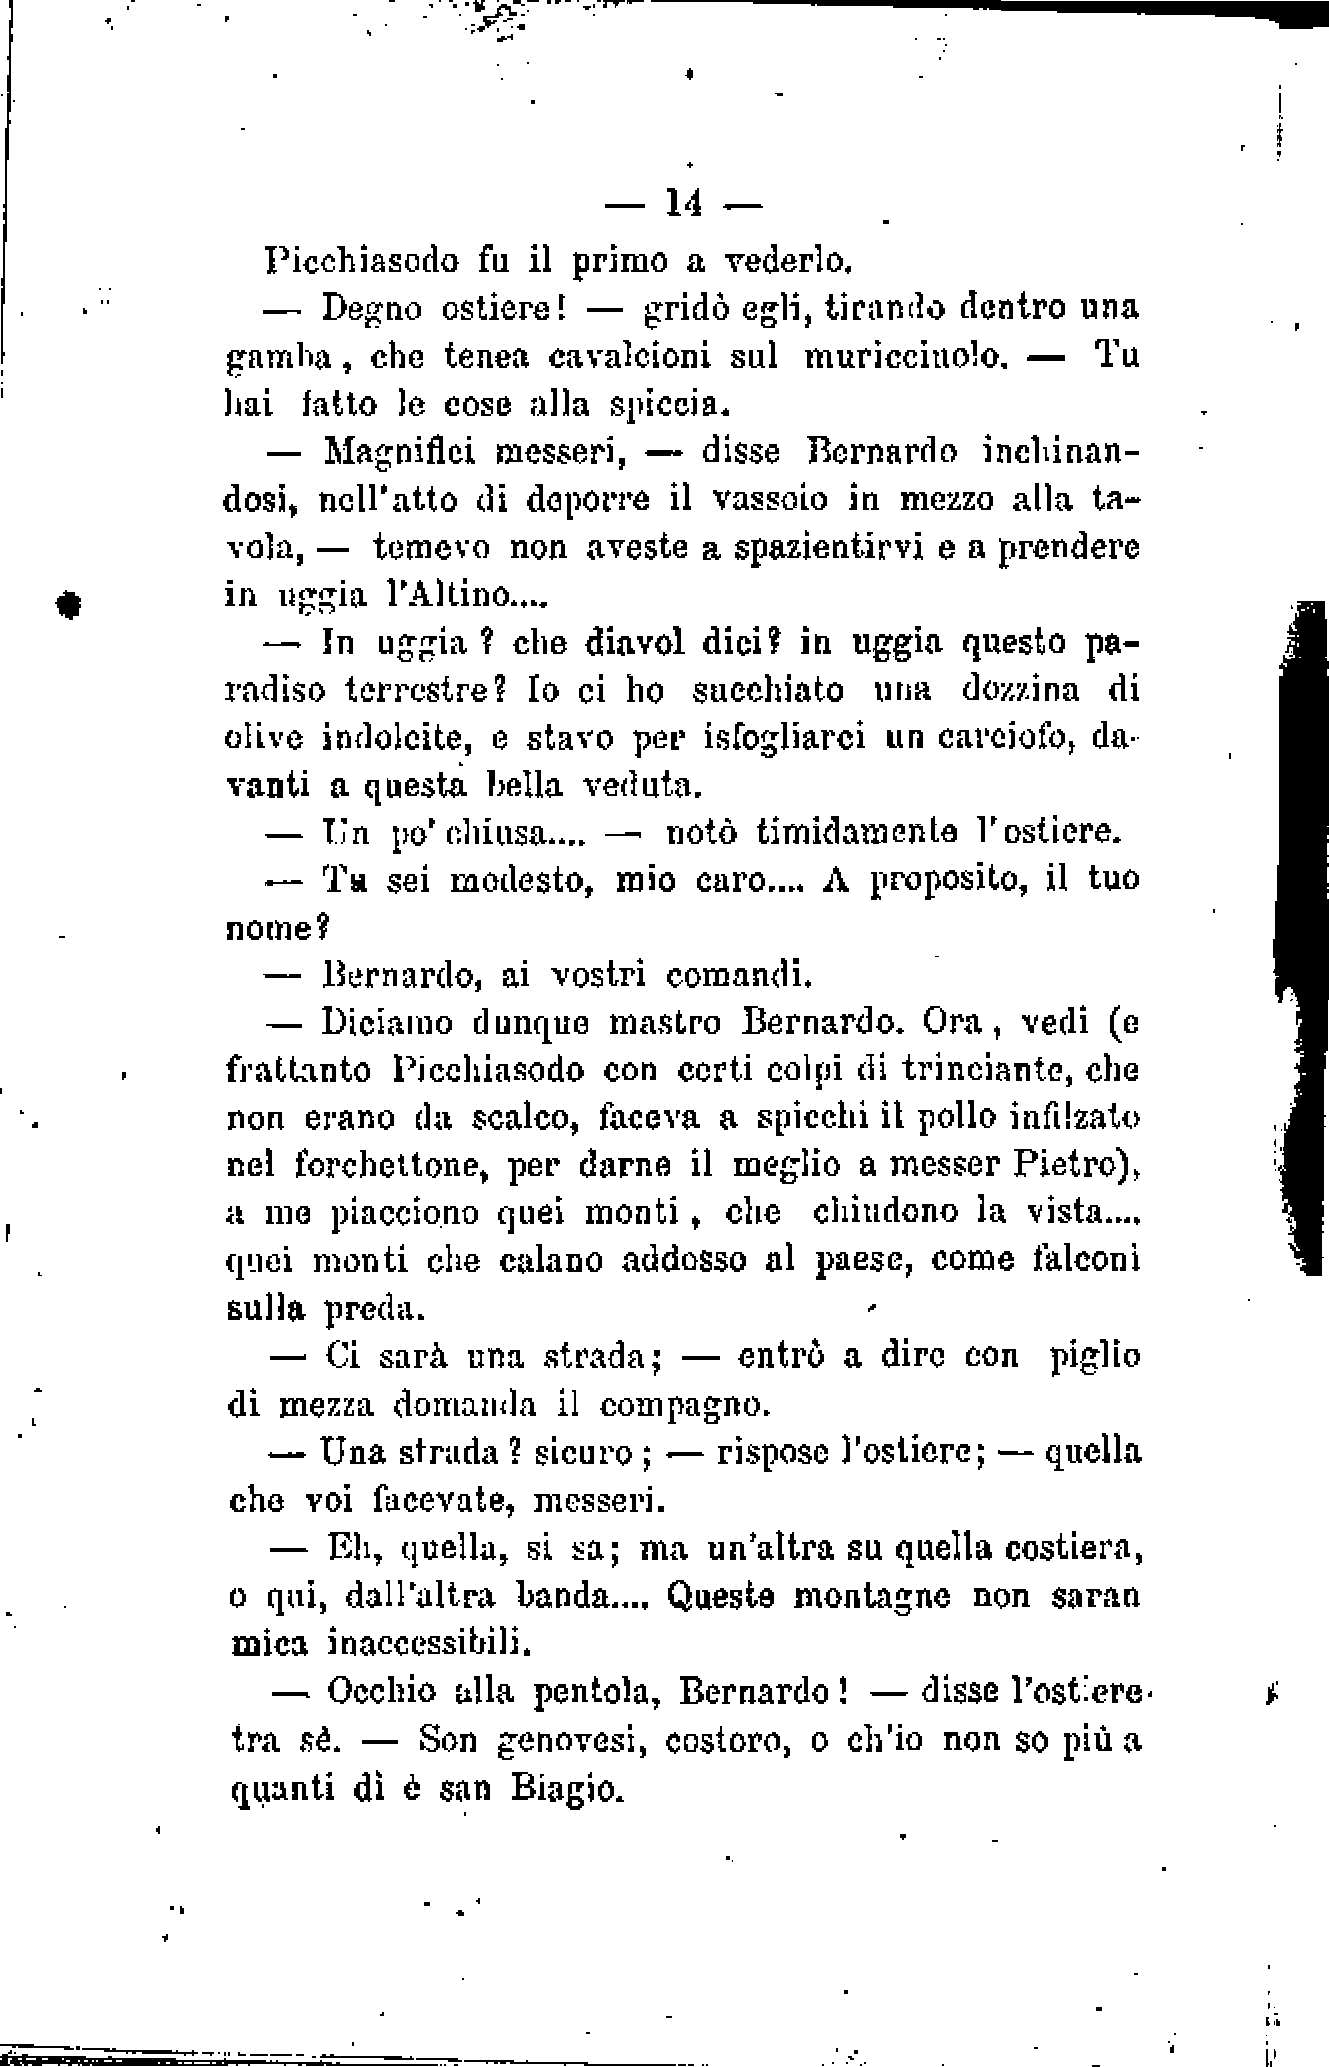 — 14 —
Picchiasodo fu il primo a vederlo.
— Degno ostiere! — gridò egli, tirando dentro una
gamba, che tenea cavalcioni sul muricciuolo. — Tu
hai fatto le cose alla spiccia.
— Magnifici messeri, — disse Bernardo inchinan-
dosi, nell'atto di deporre il vassoio in mezzo alla ta-
vola, — temevo non aveste a spazientirvi e a prendere
in uggia l'Altino....
— In uggia? che diavol dici? in uggia questo pa-
radiso terrestre? Io ci ho succhiato una dozzina di
olive indolcite, e stavo per isfogliarci un carciofo, da-
vanti a questa bella veduta.
— Un po' chiusa.... — notò timidamente l'ostiere.
— Tu sei modesto, mio caro.... A proposito, il tuo
nome?
— Bernardo, ai vostri comandi.
— Diciamo dunque mastro Bernardo. Ora, vedi (e
frattanto Picchiasodo con certi colpi di trinciante, che
non erano da scalco, faceva a spicchi il pollo infilzato
nel forchettone, per darne il meglio a messer Pietro),
a me piacciono quei monti, che chiudono la vista....
quei monti che calano addosso al paese, come falconi
sulla preda.
— Ci sarà una strada; — entrò a dire con piglio
di mezza domanda il compagno.
— Una strada? sicuro; — rispose l'ostiere; — quella
che voi facevate, messeri.
— Eh, quella, si sa; ma un'altra su quella costiera,
o qui, dall'altra banda.... Queste montagne non saran
mica inaccessibili.
— Occhio alla pentola, Bernardo! — disse l'ostiere
tra sè. — Son genovesi, costoro, o ch'io non so più a
quanti dì è san Biagio.